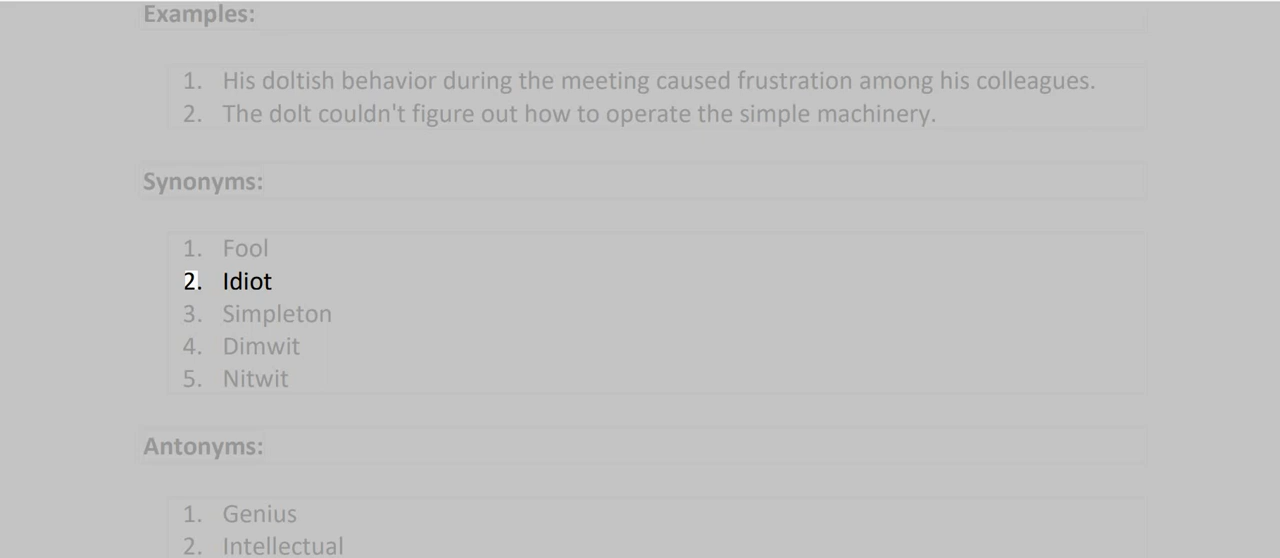 Examples:
1. His doltish behavior during the meeting caused frustration among his colleagues.
2. The dolt couldn't figure out how to operate the simple machinery.
Synonyms:
1. Fool
2. Idiot
3. Simpleton
4. Dimwit
5. Nitwit
Antonyms:
1. Genius
2. Intellectual